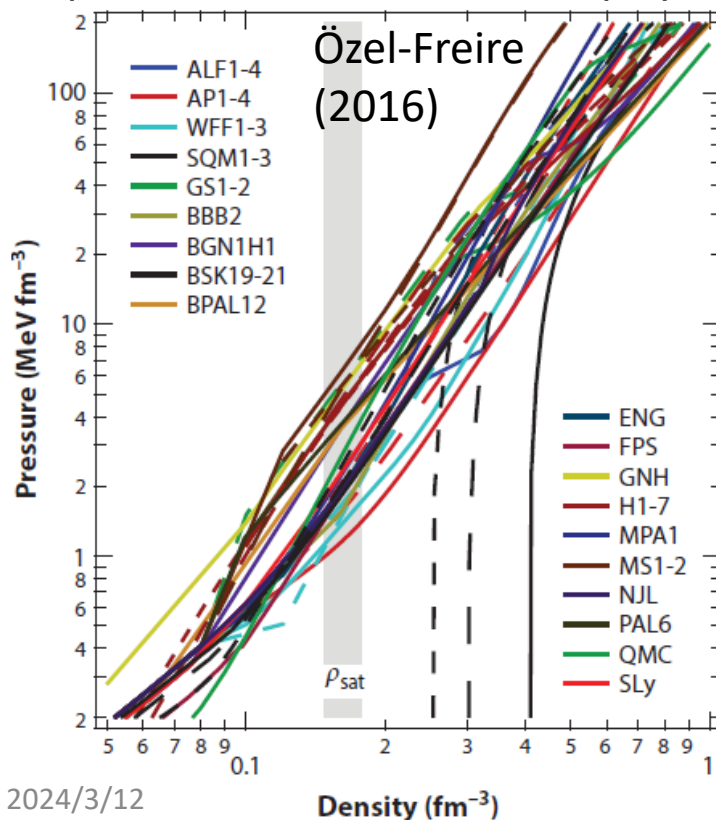 Özel-Freire
(2016)
ALF1-4
AP1-4
WFF1-3
SQM1-3
GS1-2
BBB2
BGN1H1
BSK19-21
BPAL12
ENG
FPS
GNH
H1-7
MPA1
MS1-2
NJL
PAL6
QMC
SLy
Pressure (MeV fm⁻³)
2
100
8
6
4
2
10
8
6
4
2
1
8
6
4
2
ρsat
5 6 7 8 9 0.1 2 3 4 5 6 7 8 9 1
2024/3/12
Density (fm⁻³)